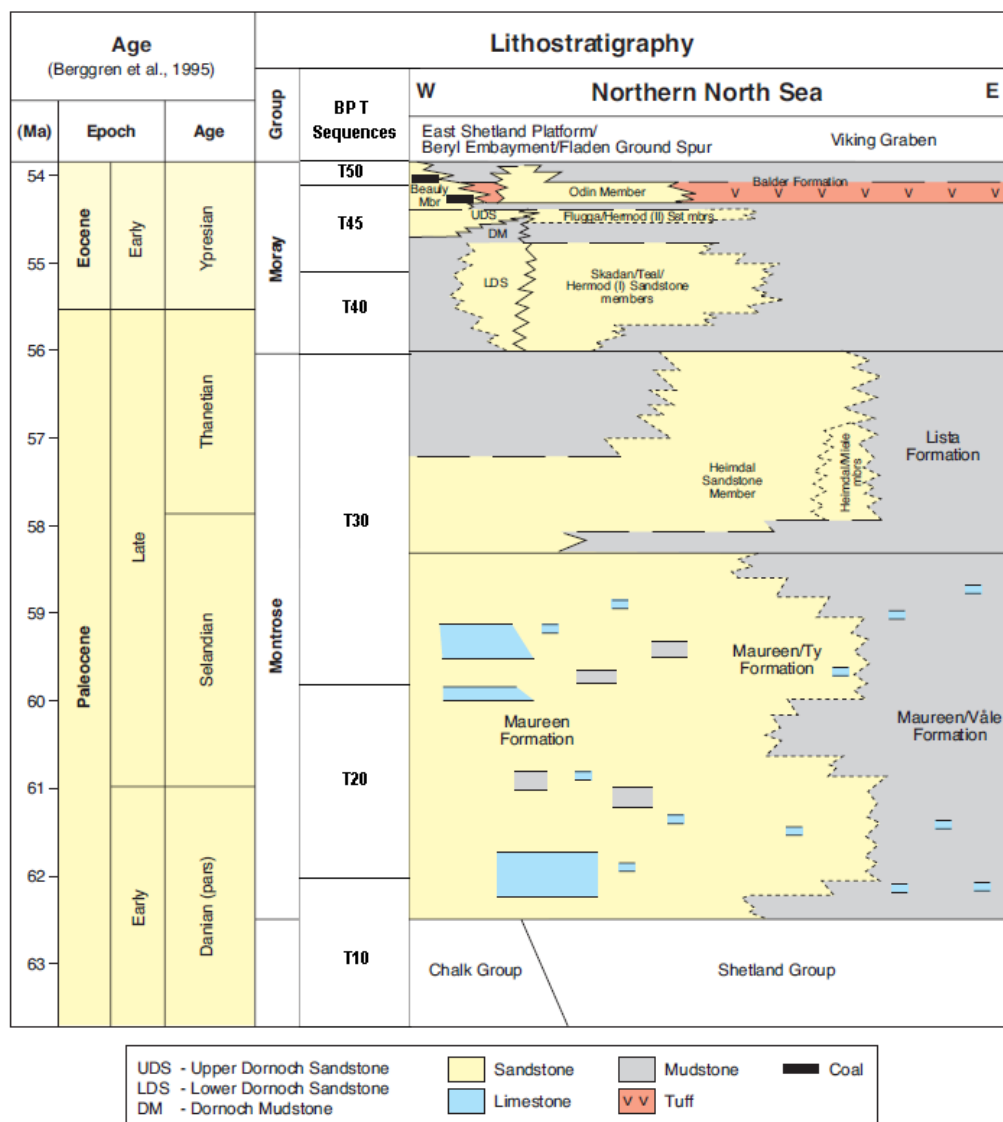 Age
(Berggren et al., 1995)
Lithostratigraphy
(Ma)
Epoch
Age
Group
BP T
Sequences
W
Northern North Sea
E
East Shetland Platform/
Beryl Embayment/Fladen Ground Spur
Viking Graben
54
55
56
57
58
59
60
61
62
63
Eocene
Paleocene
Early
Late
Early
Ypresian
Thanetian
Selandian
Danian (pars)
Moray
Montrose
T50
T45
T40
T30
T20
T10
Beauly
Mbr
Odin Member
Balder Formation
V V V V V V V
UDS
Flugga/Hermod (II) Sst mbrs
DM
LDS
Skadan/Teal/
Hermod (I) Sandstone
members
Heimdal
Sandstone
Member
Heimdal/Miele
mbrs
Lista
Formation
Maureen/Ty
Formation
Maureen
Formation
Maureen/Våle
Formation
Chalk Group
Shetland Group
UDS - Upper Dornoch Sandstone
LDS - Lower Dornoch Sandstone
DM - Dornoch Mudstone
Sandstone
Limestone
Mudstone
V V Tuff
Coal